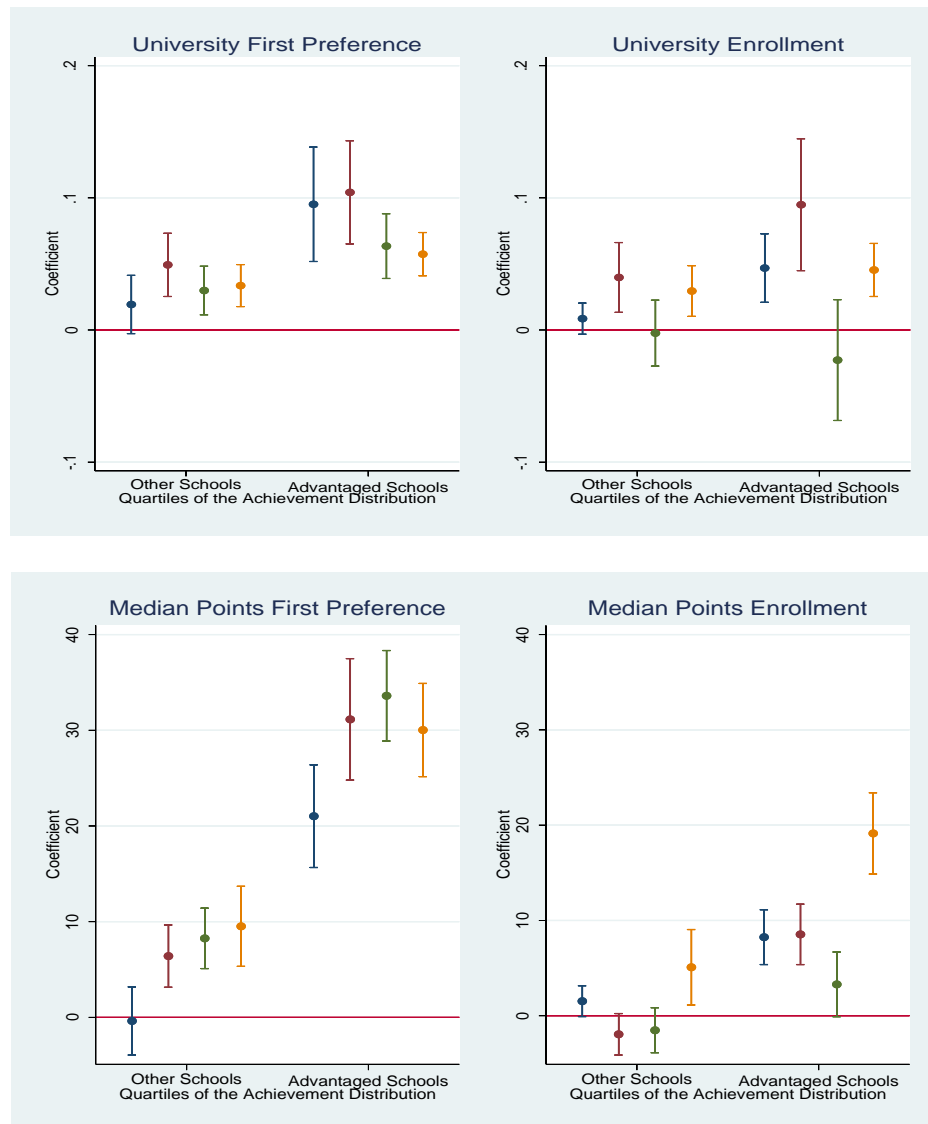 University First Preference
.2
.1
0
-.1
Coefficient
Other Schools
Advantaged Schools
Quartiles of the Achievement Distribution
University Enrollment
.2
.1
0
-.1
Coefficient
Other Schools
Advantaged Schools
Quartiles of the Achievement Distribution
Median Points First Preference
40
30
20
10
0
Coefficient
Other Schools
Advantaged Schools
Quartiles of the Achievement Distribution
Median Points Enrollment
40
30
20
10
0
Coefficient
Other Schools
Advantaged Schools
Quartiles of the Achievement Distribution